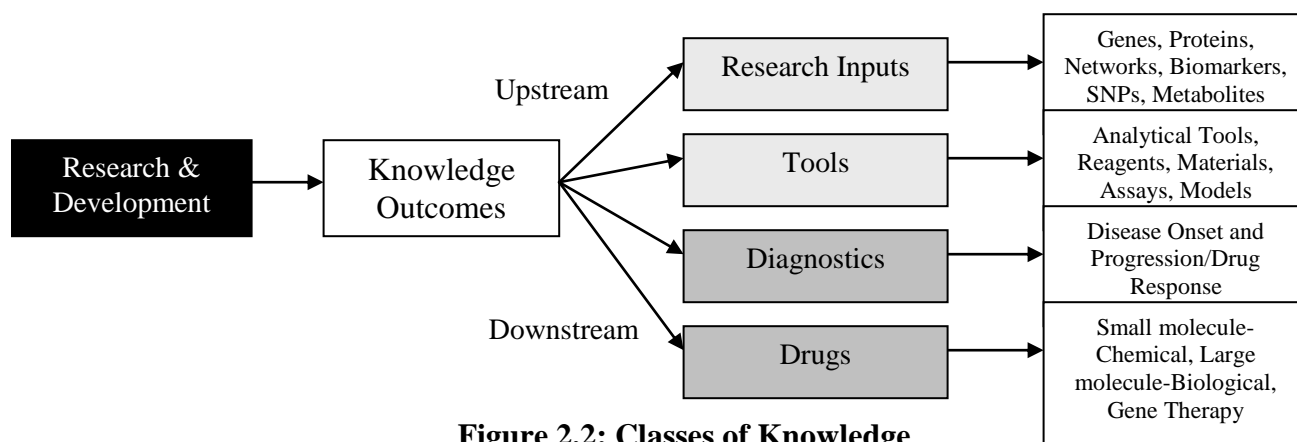 Research &
Development
Knowledge
Outcomes
Upstream
Downstream
Research Inputs
Tools
Diagnostics
Drugs
Genes, Proteins,
Networks, Biomarkers,
SNPs, Metabolites
Analytical Tools,
Reagents, Materials,
Assays, Models
Disease Onset and
Progression/Drug
Response
Small molecule-
Chemical, Large
molecule-Biological,
Gene Therapy
Figure 2.2: Classes of Knowledge